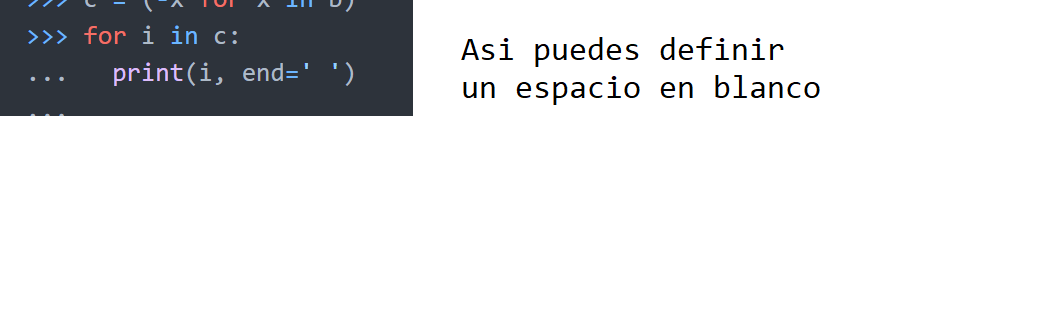 >>> c = (-x for x in b)
>>> for i in c:
...   print(i, end=' ')
...
Asi puedes definir
un espacio en blanco